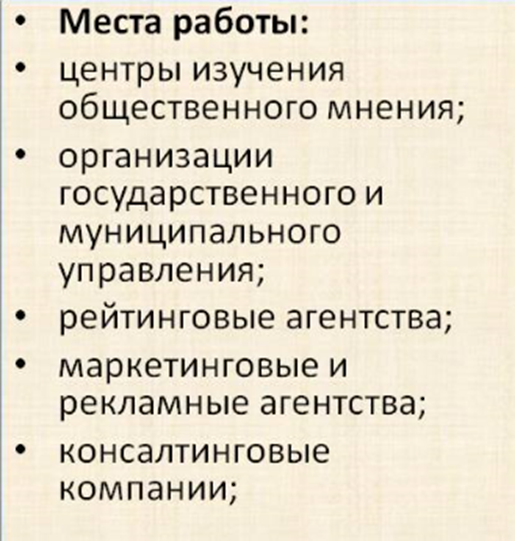 • Места работы:
• центры изучения
общественного мнения;
• организации
государственного и
муниципального
управления;
• рейтинговые агентства;
• маркетинговые и
рекламные агентства;
• консалтинговые
компании;